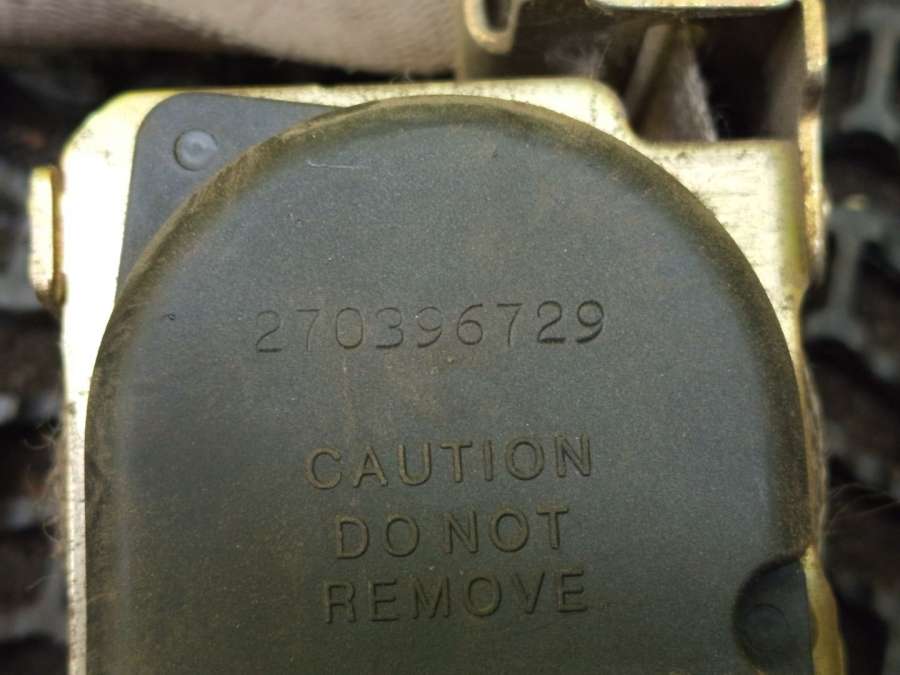 270396729
CAUTION
DO NOT
REMOVE